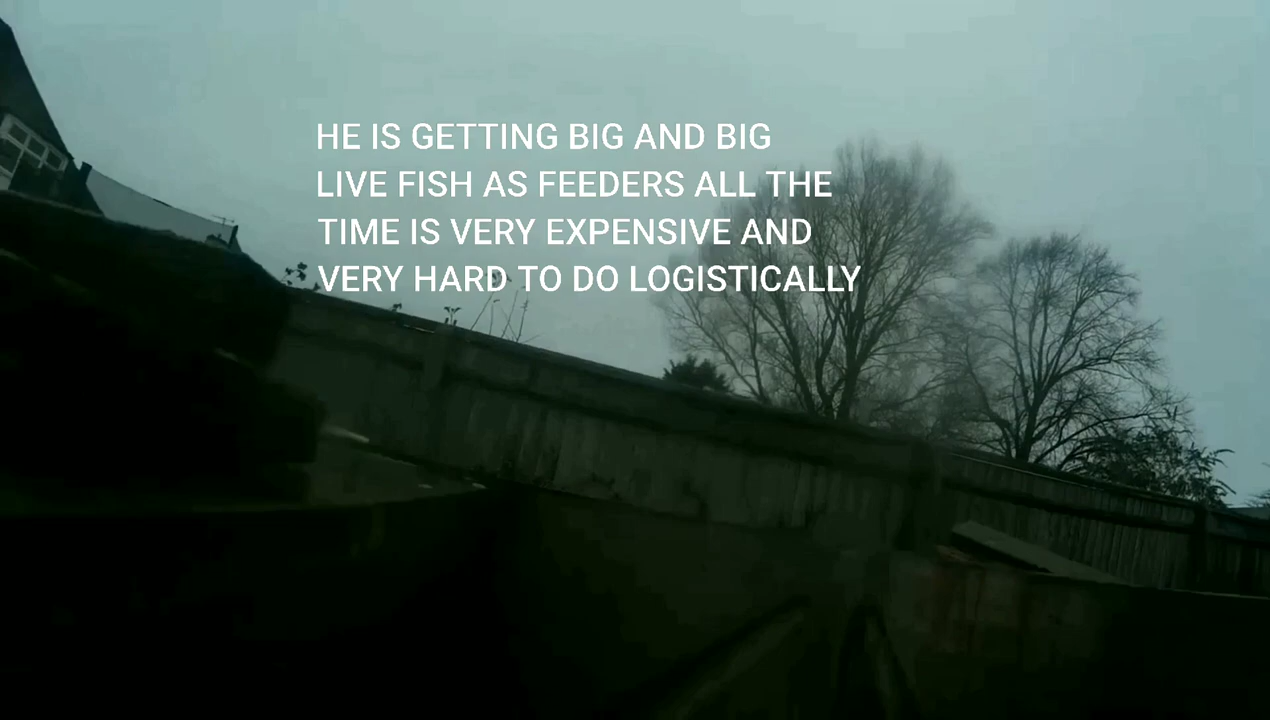 HE IS GETTING BIG AND BIG
LIVE FISH AS FEEDERS ALL THE
TIME IS VERY EXPENSIVE AND
VERY HARD TO DO LOGISTICALLY